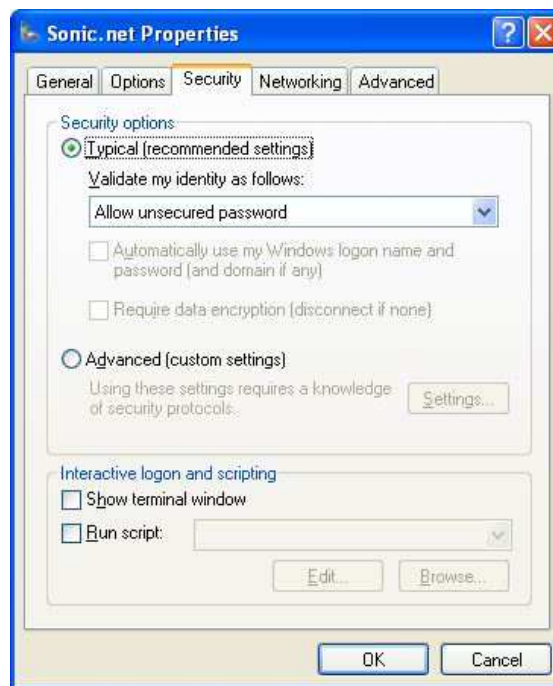 Sonic.net Properties
General
Options
Security
Networking
Advanced
Security options
Typical (recommended settings)
Validate my identity as follows:
Allow unsecured password
Automatically use my Windows logon name and
password (and domain if any)
Require data encryption (disconnect if none)
Advanced (custom settings)
Using these settings requires a knowledge
of security protocols.
Settings...
Interactive logon and scripting
Show terminal window
Run script:
Edit...
Browse...
OK
Cancel